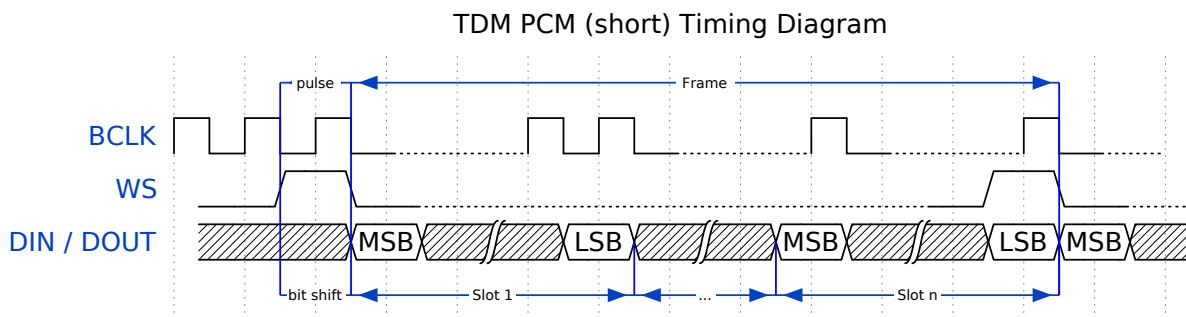 TDM PCM (short) Timing Diagram
pulse Frame
BCLK
WS
DIN / DOUT MSB LSB MSB LSB MSB
bit shift Slot 1 ... Slot n